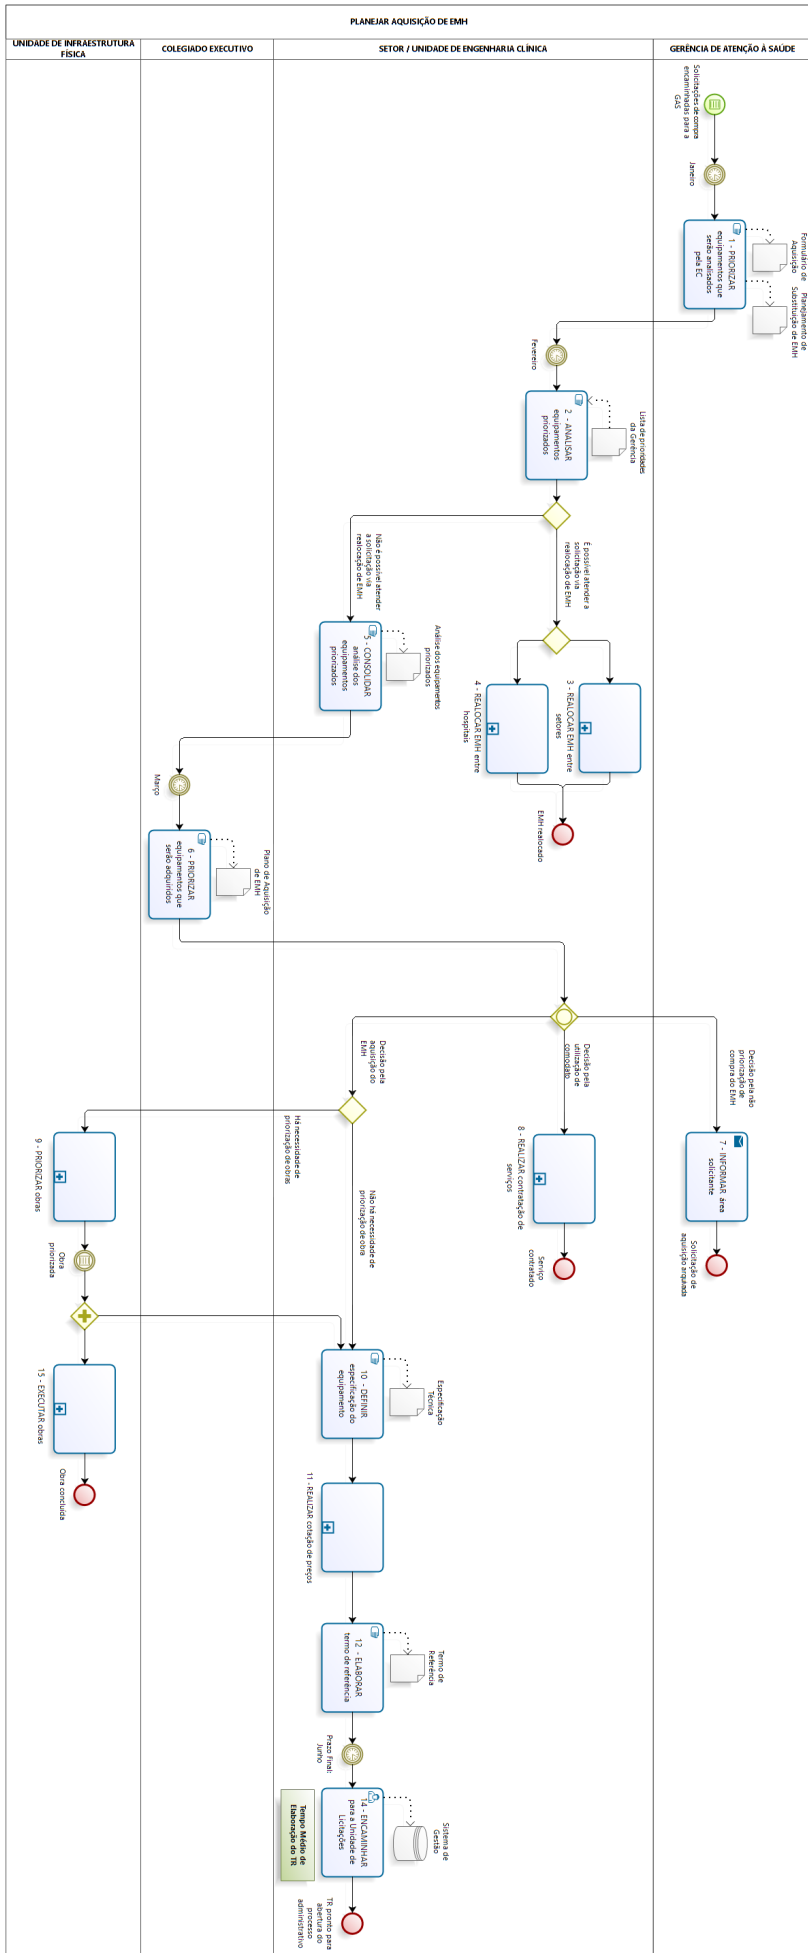 PLANEJAR AQUISIÇÃO DE EMH
UNIDADE DE INFRAESTRUTURA
FÍSICA
COLEGIADO EXECUTIVO
SETOR / UNIDADE DE ENGENHARIA CLÍNICA
GERÊNCIA DE ATENÇÃO À SAÚDE
Solicitações de compra
encaminhadas para a
GAS
Janeiro
1 - PRIORIZAR
equipamentos que
serão analisados
pela EC
Formulário de
Aquisição
Planejamento de
Substituição de EMH
Fevereiro
2 - ANALISAR
equipamentos
priorizados
Lista de prioridades
da Gerência
É possível atender a
solicitação via
realocação de EMH
Não é possível atender
a solicitação via
realocação de EMH
3 - REALOCAR EMH entre
setores
4 - REALOCAR EMH entre
hospitais
EMH realocado
5 - CONSOLIDAR
análise dos
equipamentos
priorizados
Análise dos equipamentos
priorizados
Março
6 - PRIORIZAR
equipamentos que
serão adquiridos
Plano de Aquisição
de EMH
Decisão pela não
priorização de
compra do EMH
Decisão pela
utilização de
comodato
Decisão pela
aquisição do
EMH
7 - INFORMAR área
solicitante
Solicitação de
aquisição arquivada
8 - REALIZAR contratação de
serviços
Serviço
contratado
Há necessidade de
priorização de obras
Não há necessidade de
priorização de obra
9 - PRIORIZAR obras
Obra
priorizada
15 - EXECUTAR obras
Obra concluída
10 - DEFINIR
especificação do
equipamento
Especificação
Técnica
11 - REALIZAR cotação de preços
12 - ELABORAR
termo de referência
Termo de
Referência
Prazo Final:
Junho
14 - ENCAMINHAR
para a Unidade de
Licitações
Sistema de
Gestão
Tempo Médio de
Elaboração do TR
TR pronto para
abertura do
processo
administrativo